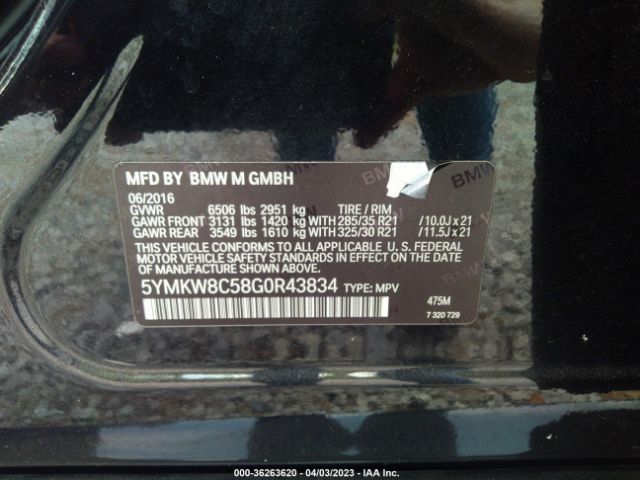 MFD BY BMW M GMBH
06/2016
GVWR 6506 lbs 2951 kg TIRE / RIM
GAWR FRONT 3131 lbs 1420 kg WITH 285/35 R21 /10.0J x 21
GAWR REAR 3549 lbs 1610 kg WITH 325/30 R21 /11.5J x 21
THIS VEHICLE CONFORMS TO ALL APPLICABLE U. S. FEDERAL
MOTOR VEHICLE SAFETY STANDARDS IN EFFECT ON THE DATE OF
MANUFACTURE SHOWN ABOVE.
5YMKW8C58G0R43834 TYPE: MPV
475M
7 320 729
000-36263620 - 04/03/2023 - IAA Inc.